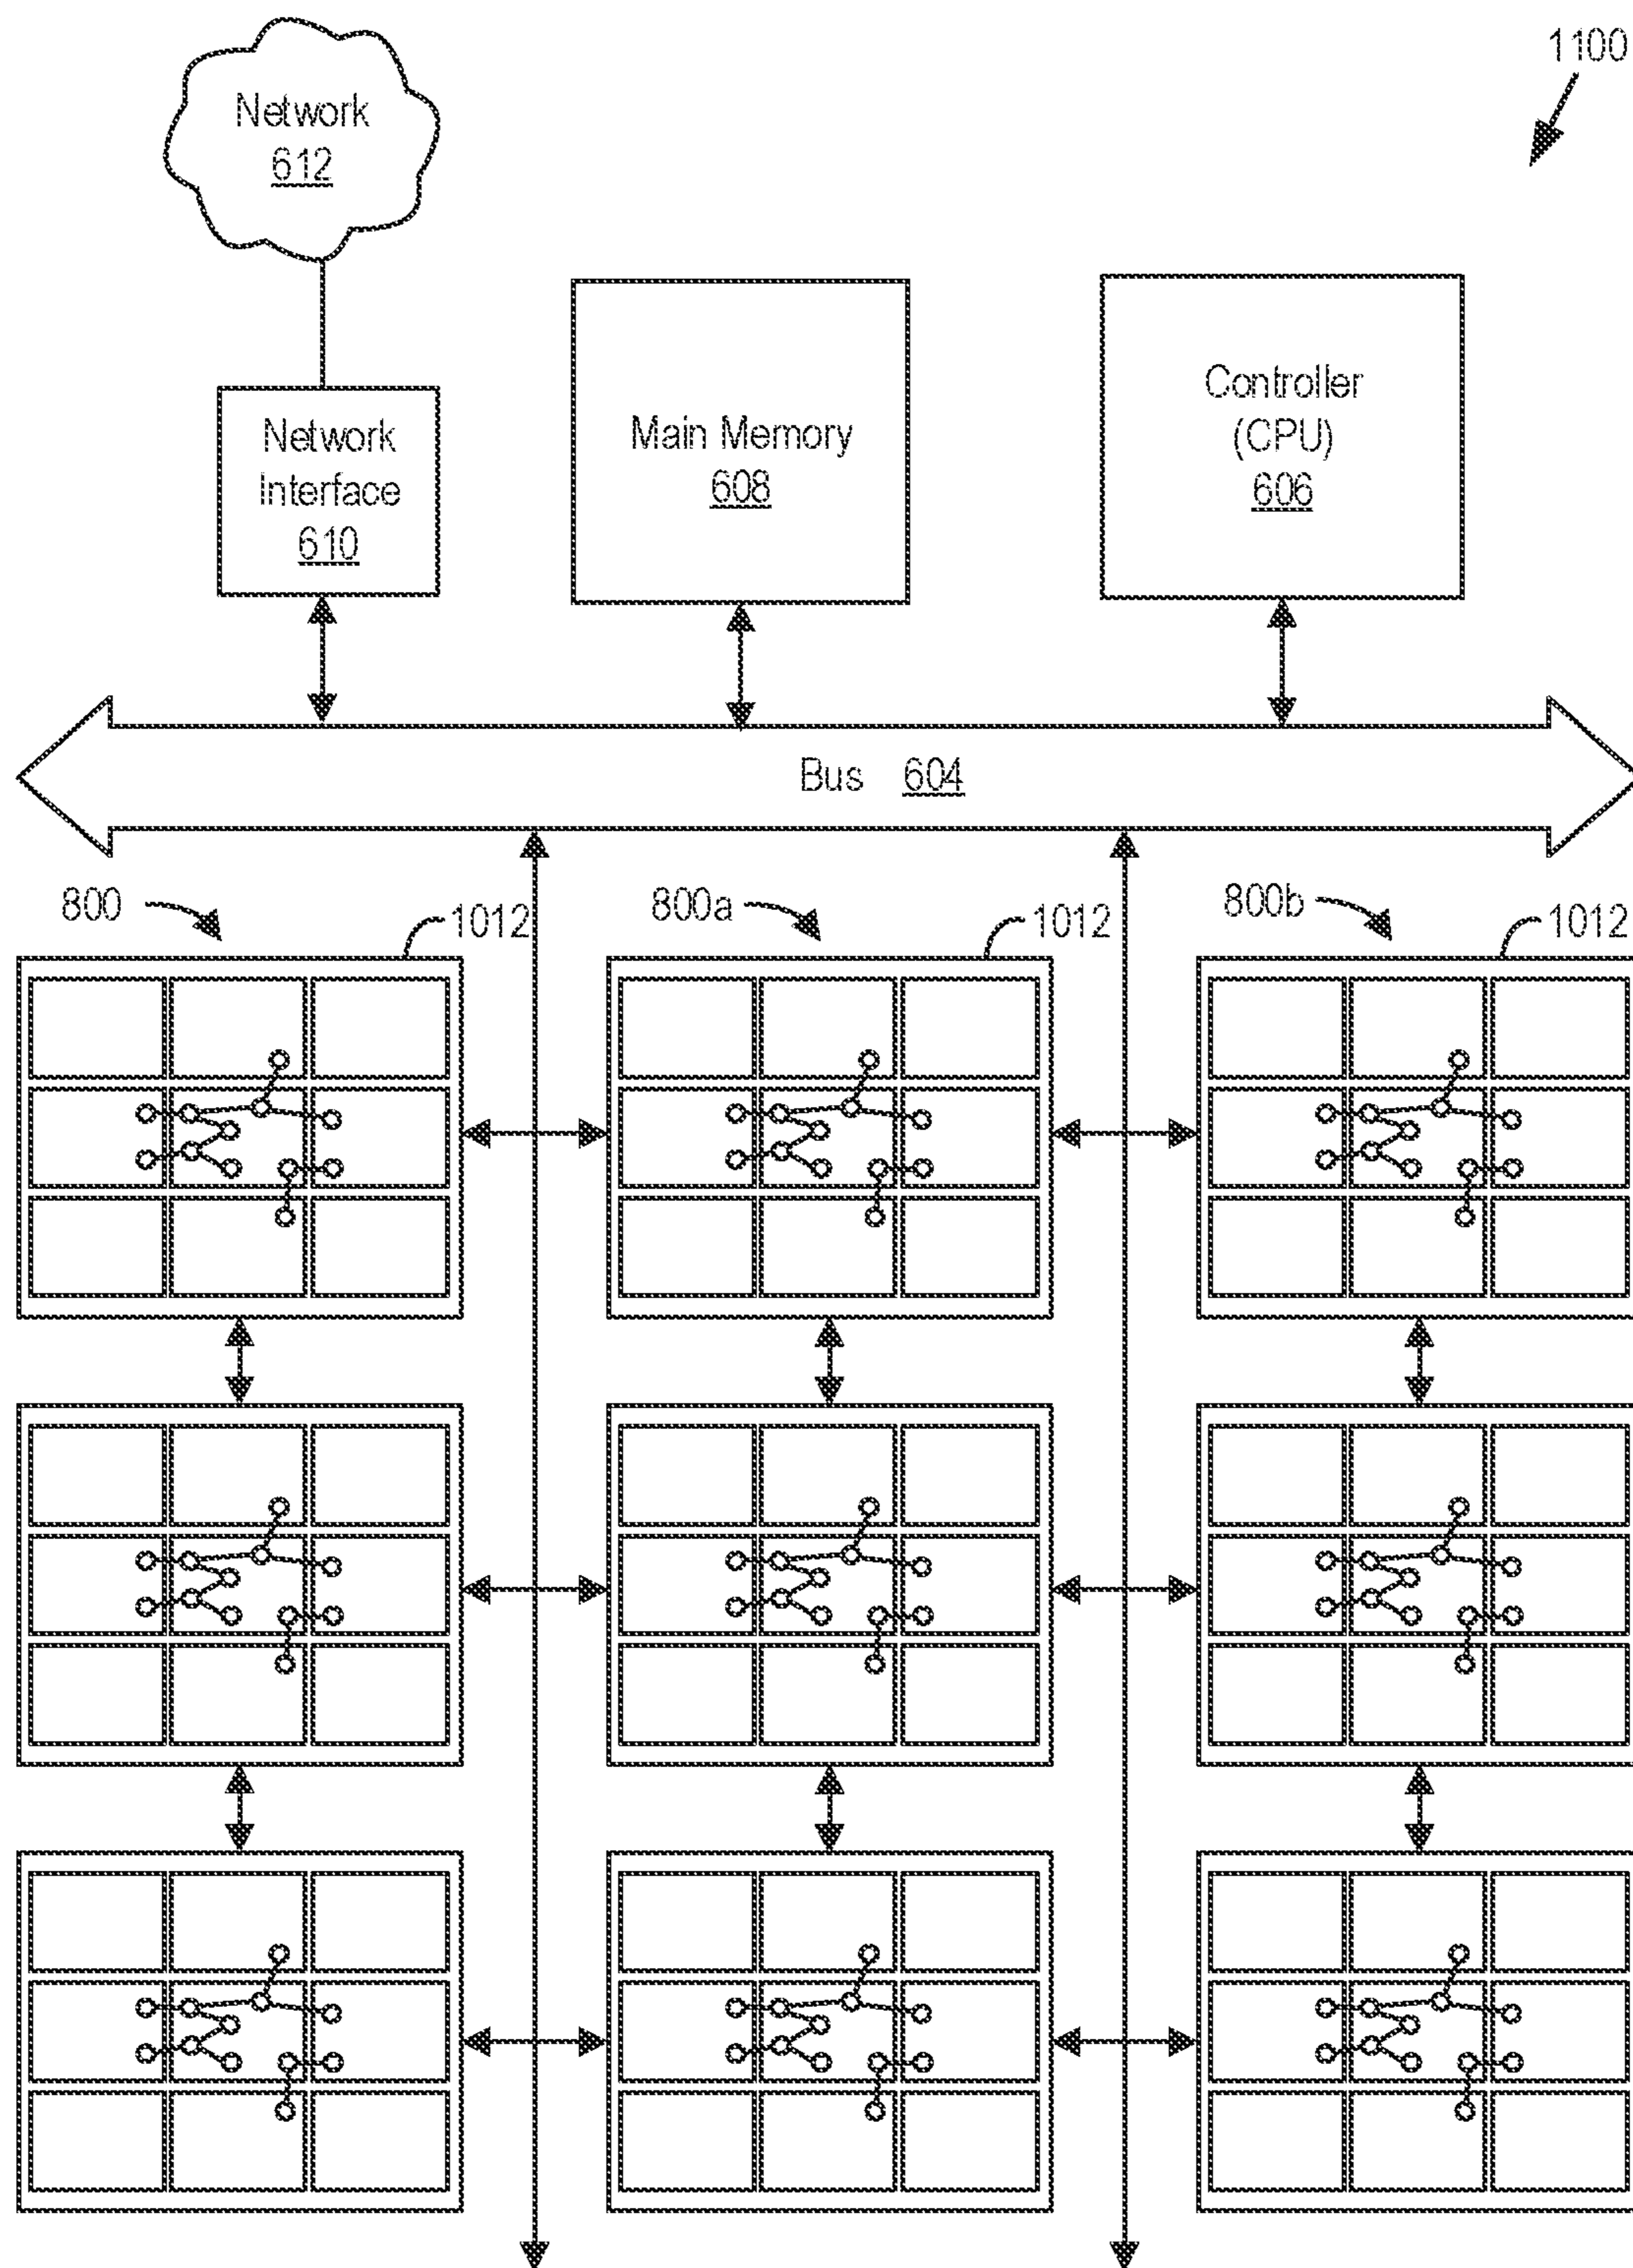 1100
Network
612
Network
Interface
610
Main Memory
608
Controller
(CPU)
606
Bus 604
800
1012
800a
1012
800b
1012